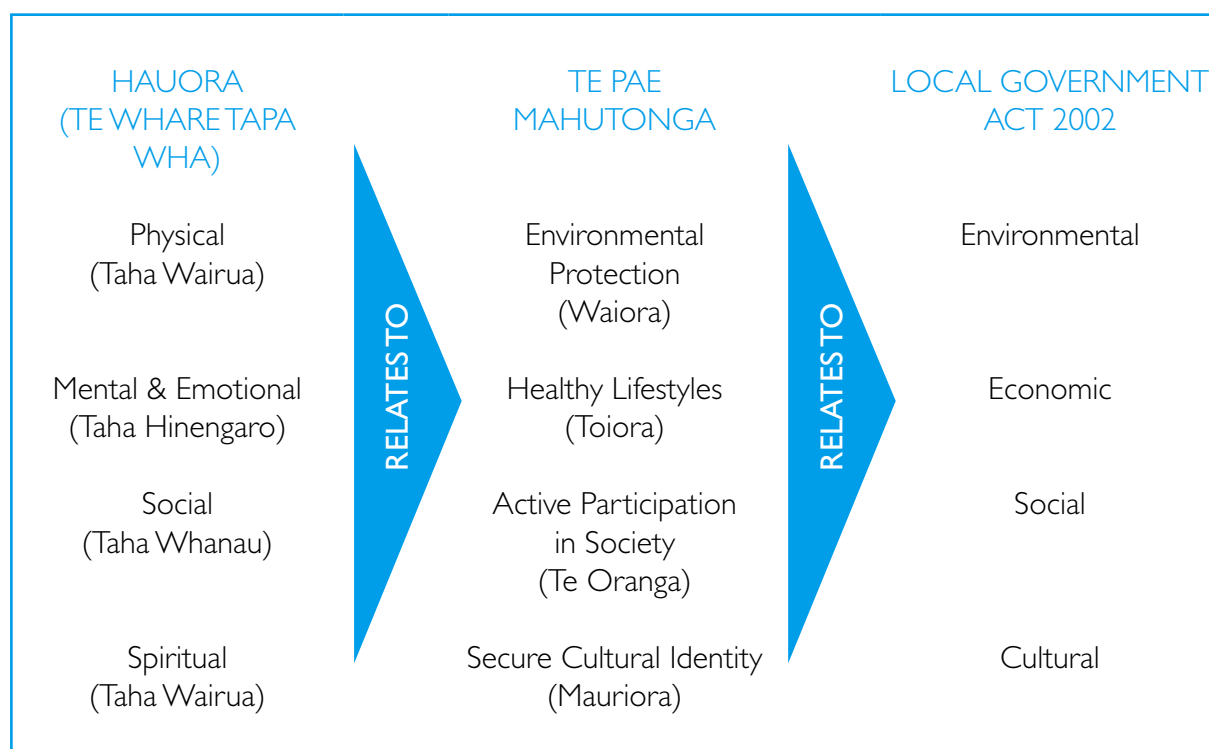 HAUORA
(TE WHARE TAPA
WHA)
Physical
(Taha Wairua)
Mental & Emotional
(Taha Hinengaro)
Social
(Taha Whanau)
Spiritual
(Taha Wairua)
RELATES TO
TE PAE
MAHUTONGA
Environmental
Protection
(Waiora)
Healthy Lifestyles
(Toiora)
Active Participation
in Society
(Te Oranga)
Secure Cultural Identity
(Mauriora)
RELATES TO
LOCAL GOVERNMENT
ACT 2002
Environmental
Economic
Social
Cultural